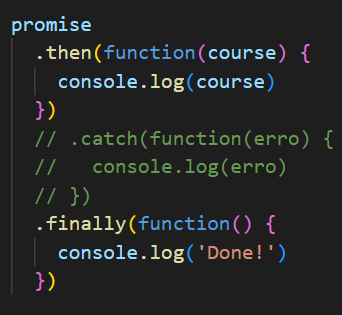 promise
  .then(function(course) {
    console.log(course)
  })
  // .catch(function(erro) {
  //   console.log(erro)
  // })
  .finally(function() {
    console.log('Done!')
  })